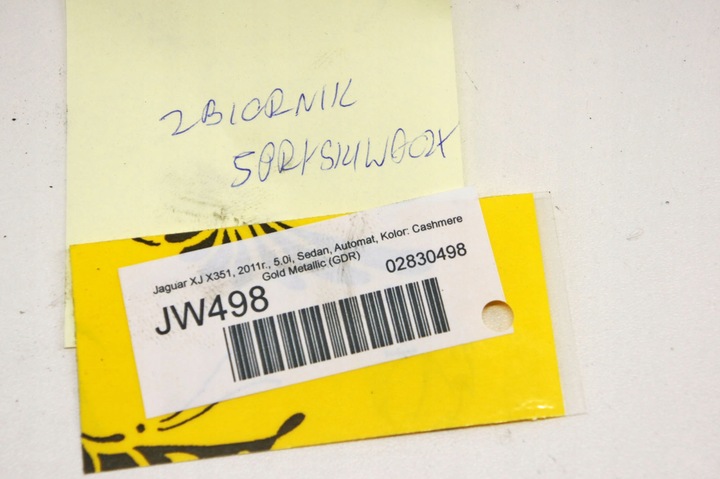 ZBIORNIK
SPRYSKIWACZY
Jaguar XJ X351, 2011r., 5.0i, Sedan, Automat, Kolor: Cashmere
Gold Metallic (GDR)
JW498
02830498